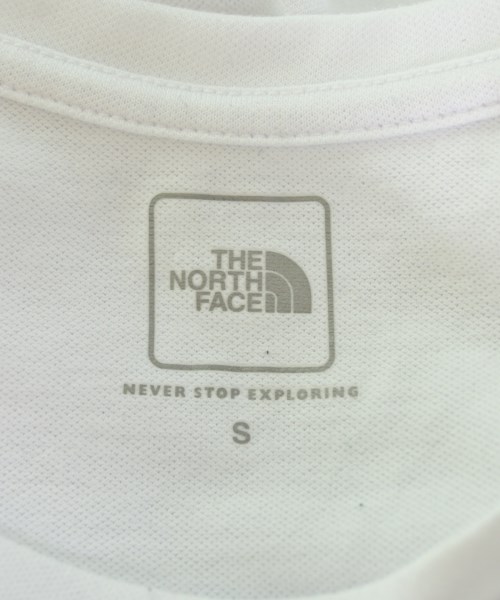 THE
NORTH
FACE
NEVER STOP EXPLORING
S